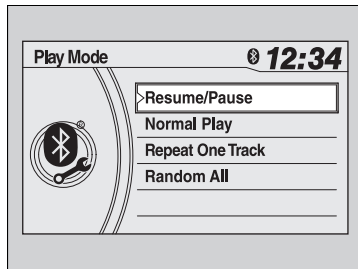 Play Mode
12:34
Resume/Pause
Normal Play
Repeat One Track
Random All